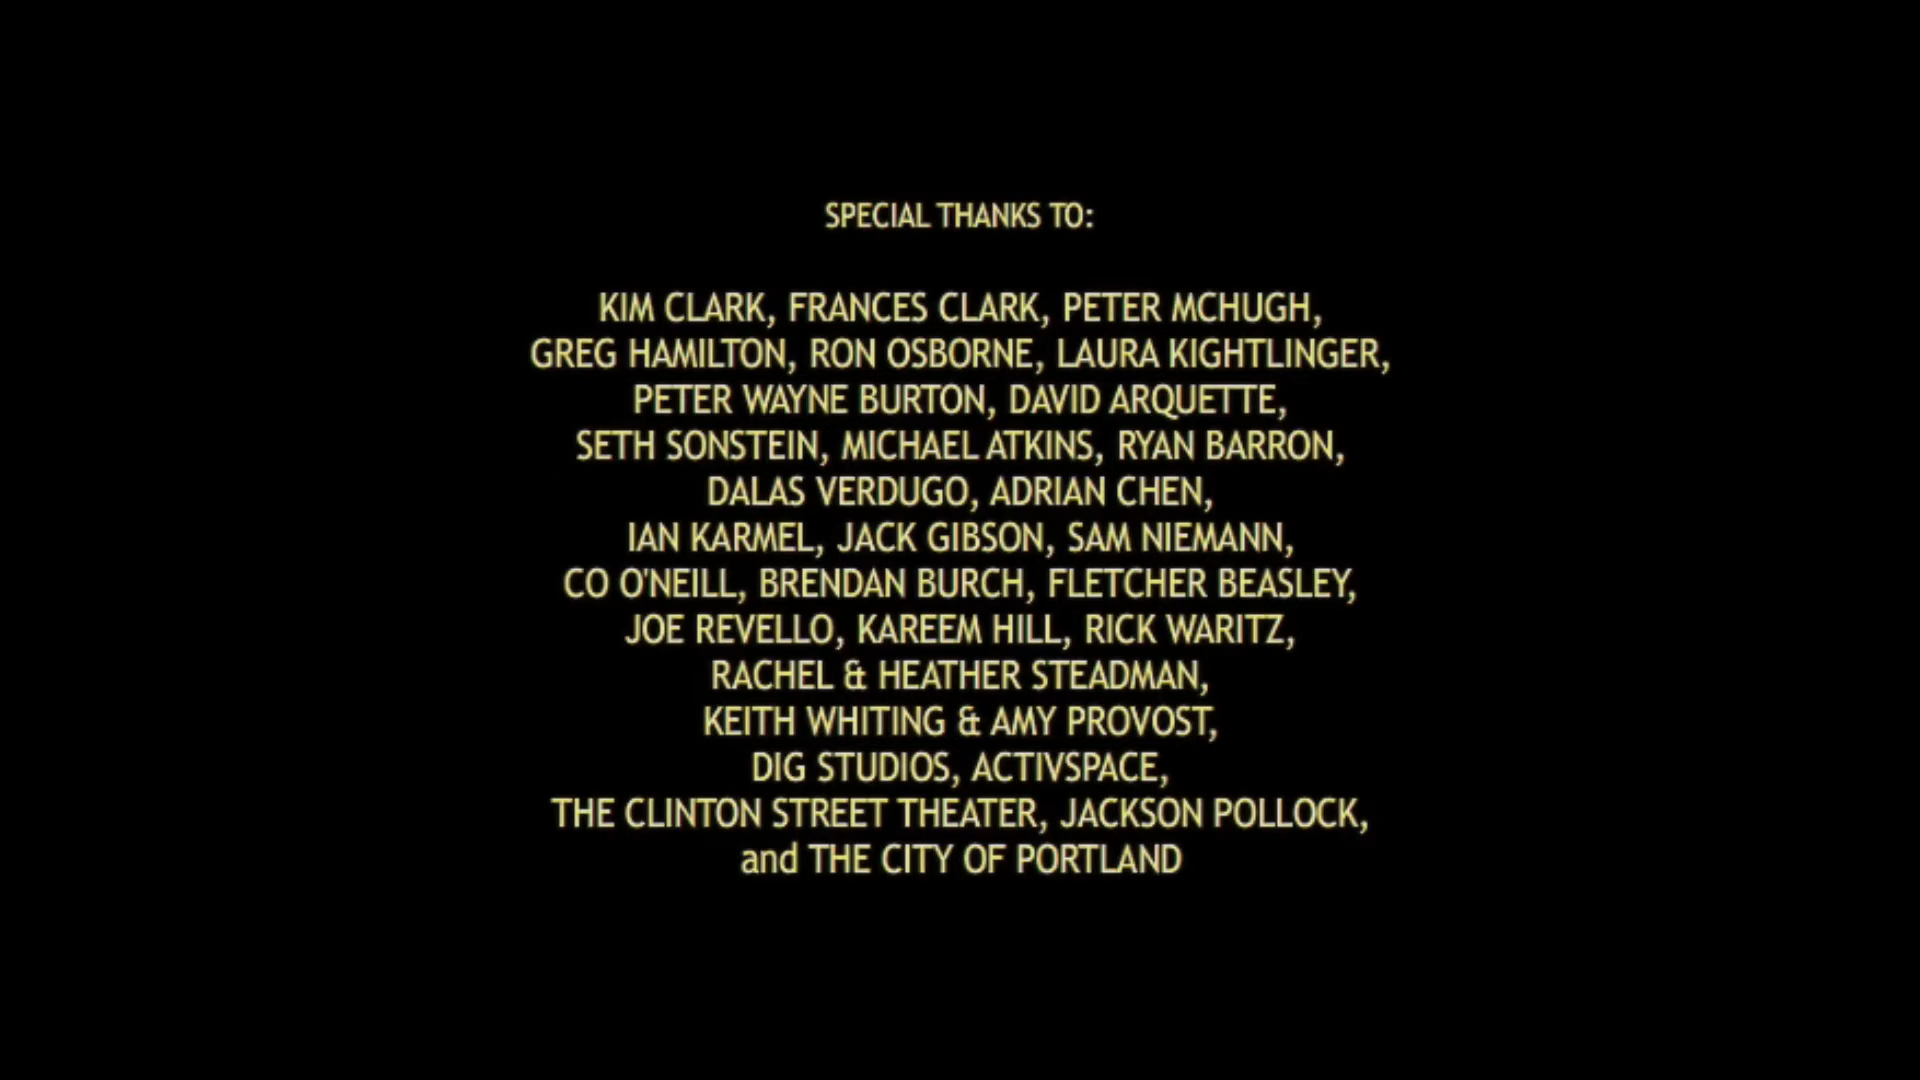 SPECIAL THANKS TO:
KIM CLARK, FRANCES CLARK, PETER MCHUGH,
GREG HAMILTON, RON OSBORNE, LAURA KIGHTLINGER,
PETER WAYNE BURTON, DAVID ARQUETTE,
SETH SONSTEIN, MICHAEL ATKINS, RYAN BARRON,
DALAS VERDUGO, ADRIAN CHEN,
IAN KARMEL, JACK GIBSON, SAM NIEMANN,
CO O'NEILL, BRENDAN BURCH, FLETCHER BEASLEY,
JOE REVELLO, KAREEM HILL, RICK WARITZ,
RACHEL & HEATHER STEADMAN,
KEITH WHITING & AMY PROVOST,
DIG STUDIOS, ACTIVSPACE,
THE CLINTON STREET THEATER, JACKSON POLLOCK,
and THE CITY OF PORTLAND